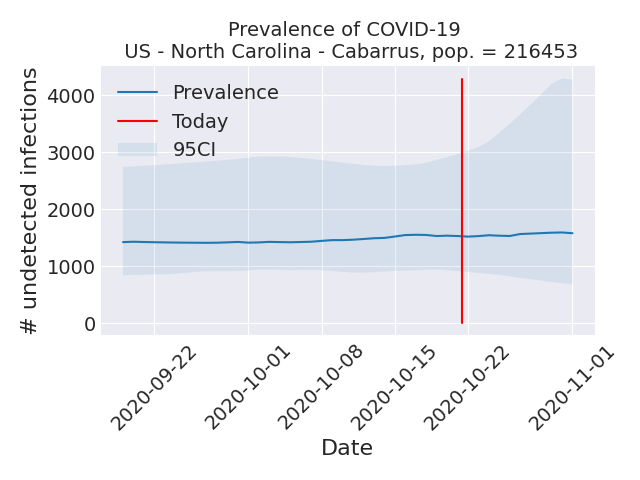 Prevalence of COVID-19
US - North Carolina - Cabarrus, pop. = 216453
# undetected infections
4000
3000
2000
1000
0
Prevalence
Today
95CI
2020-09-22
2020-10-01
2020-10-08
2020-10-15
2020-10-22
2020-11-01
Date